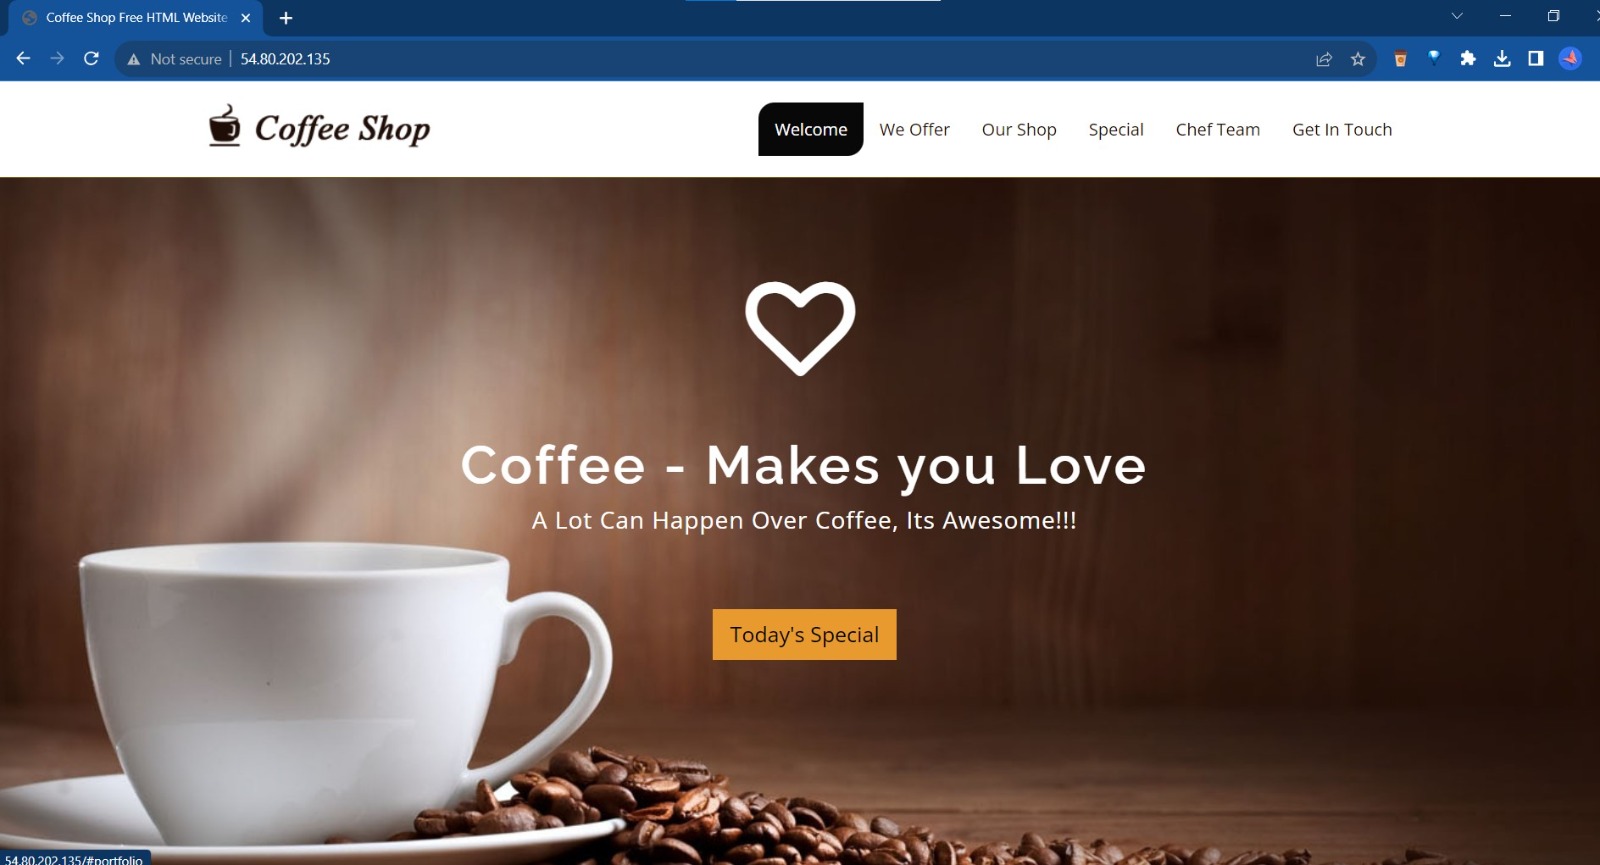 Coffee Shop Free HTML Website
Not secure 54.80.202.135
Coffee Shop
Welcome We Offer Our Shop Special Chef Team Get In Touch
Coffee - Makes you Love
A Lot Can Happen Over Coffee, Its Awesome!!!
Today's Special
54.80.202.135/#portfolio